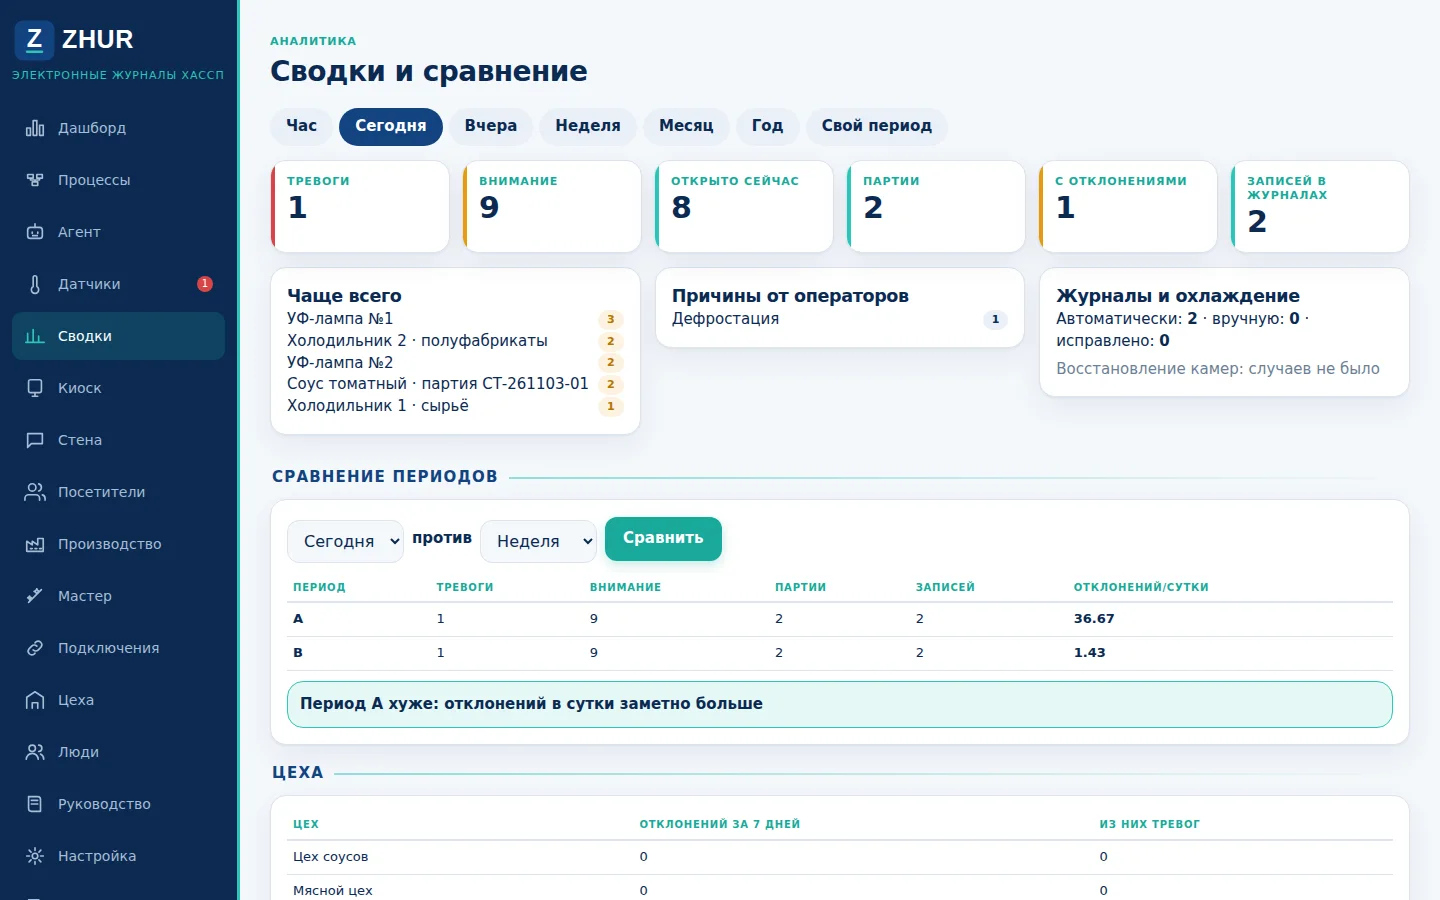 Z ZHUR
ЭЛЕКТРОННЫЕ ЖУРНАЛЫ ХАССП
Дашборд
Процессы
Агент
Датчики 1
Сводки
Киоск
Стена
Посетители
Производство
Мастер
Подключения
Цеха
Люди
Руководство
Настройка
АНАЛИТИКА
Сводки и сравнение
Час Сегодня Вчера Неделя Месяц Год Свой период
ТРЕВОГИ
1
ВНИМАНИЕ
9
ОТКРЫТО СЕЙЧАС
8
ПАРТИИ
2
С ОТКЛОНЕНИЯМИ
1
ЗАПИСЕЙ В
ЖУРНАЛАХ
2
Чаще всего
УФ-лампа №1 3
Холодильник 2 · полуфабрикаты 2
УФ-лампа №2 2
Соус томатный · партия СТ-261103-01 2
Холодильник 1 · сырьё 1
Причины от операторов
Дефростация 1
Журналы и охлаждение
Автоматически: 2 · вручную: 0 ·
исправлено: 0
Восстановление камер: случаев не было
СРАВНЕНИЕ ПЕРИОДОВ
Сегодня против Неделя Сравнить
ПЕРИОД ТРЕВОГИ ВНИМАНИЕ ПАРТИИ ЗАПИСЕЙ ОТКЛОНЕНИЙ/СУТКИ
A 1 9 2 2 36.67
B 1 9 2 2 1.43
Период A хуже: отклонений в сутки заметно больше
ЦЕХА
ЦЕХ ОТКЛОНЕНИЙ ЗА 7 ДНЕЙ ИЗ НИХ ТРЕВОГ
Цех соусов 0 0
Мясной цех 0 0